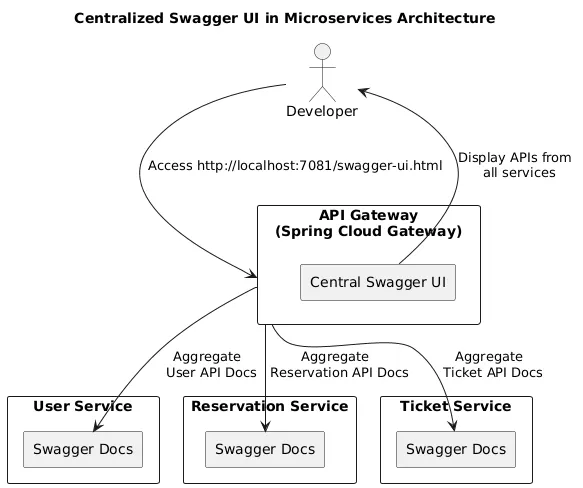 Centralized Swagger UI in Microservices Architecture
Developer
Access http://localhost:7081/swagger-ui.html
Display APIs from
all services
API Gateway
(Spring Cloud Gateway)
Central Swagger UI
Aggregate
User API Docs
Aggregate
Reservation API Docs
Aggregate
Ticket API Docs
User Service
Swagger Docs
Reservation Service
Swagger Docs
Ticket Service
Swagger Docs